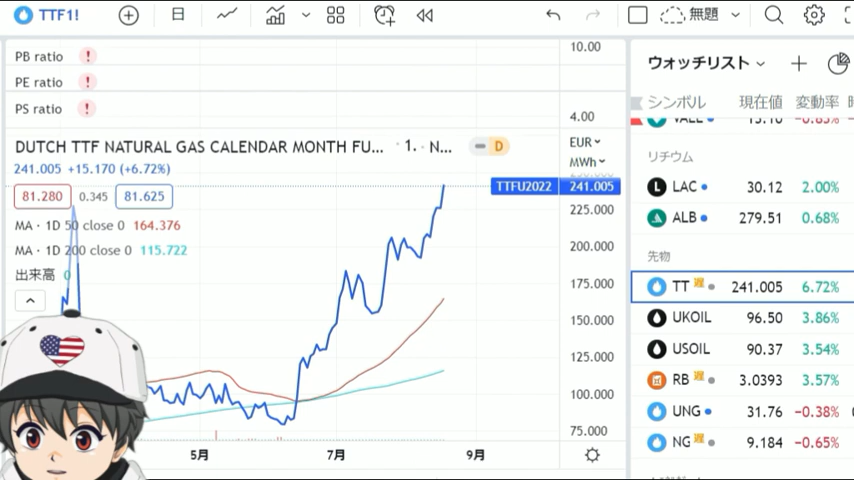 TTF1!
日
無題
PB ratio !
PE ratio !
PS ratio !
DUTCH TTF NATURAL GAS CALENDAR MONTH FU... · 1. · N... D
241.005 +15.170 (+6.72%)
81.280 0.345 81.625
MA · 1D 50 close 0 164.376
MA · 1D 200 close 0 115.722
出来高 0
10.00
4.00
EUR
MWh
TTFU2022 241.005
225.000
200.000
175.000
150.000
125.000
100.000
75.000
5月 7月 9月
ウォッチリスト
シンボル 現在値 変動率
VALE 13.10 −0.83%
リチウム
LAC 30.12 2.00%
ALB 279.51 0.68%
先物
TT 遅 241.005 6.72%
UKOIL 96.50 3.86%
USOIL 90.37 3.54%
RB 遅 3.0393 3.57%
UNG 31.76 −0.38%
NG 遅 9.184 −0.65%